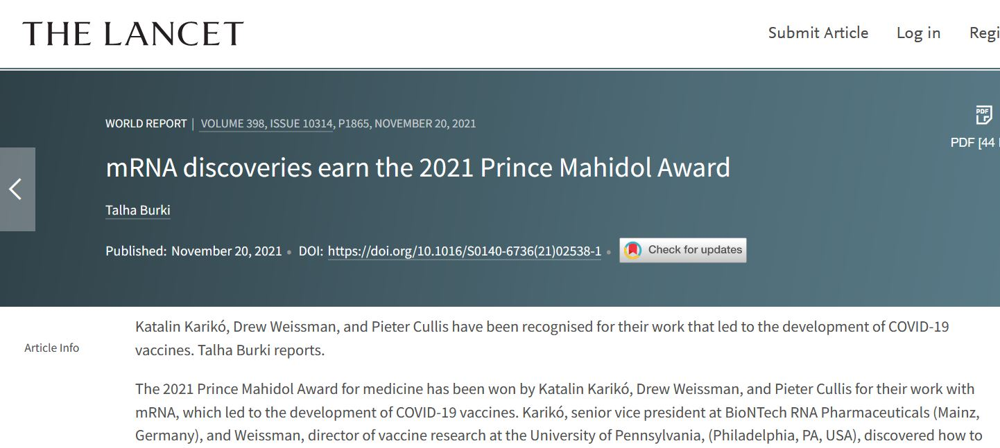 THE LANCET
Submit Article Log in Regi
WORLD REPORT | VOLUME 398, ISSUE 10314, P1865, NOVEMBER 20, 2021
PDF
PDF [44
mRNA discoveries earn the 2021 Prince Mahidol Award
Talha Burki
Published: November 20, 2021 • DOI: https://doi.org/10.1016/S0140-6736(21)02538-1 • Check for updates
Katalin Karikó, Drew Weissman, and Pieter Cullis have been recognised for their work that led to the development of COVID-19
Article Info
vaccines. Talha Burki reports.
The 2021 Prince Mahidol Award for medicine has been won by Katalin Karikó, Drew Weissman, and Pieter Cullis for their work with
mRNA, which led to the development of COVID-19 vaccines. Karikó, senior vice president at BioNTech RNA Pharmaceuticals (Mainz,
Germany), and Weissman, director of vaccine research at the University of Pennsylvania, (Philadelphia, PA, USA), discovered how to